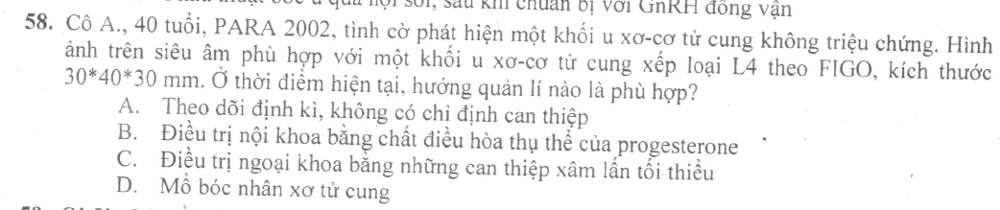 sau khi chuẩn bị với GnRH đồng vận
58. Cô A., 40 tuổi, PARA 2002, tình cờ phát hiện một khối u xơ-cơ tử cung không triệu chứng. Hình
ảnh trên siêu âm phù hợp với một khối u xơ-cơ tử cung xếp loại L4 theo FIGO, kích thước
30*40*30 mm. Ở thời điểm hiện tại, hướng quản lí nào là phù hợp?
A. Theo dõi định kì, không có chỉ định can thiệp
B. Điều trị nội khoa bằng chất điều hòa thụ thể của progesterone
C. Điều trị ngoại khoa bằng những can thiệp xâm lấn tối thiểu
D. Mổ bóc nhân xơ tử cung